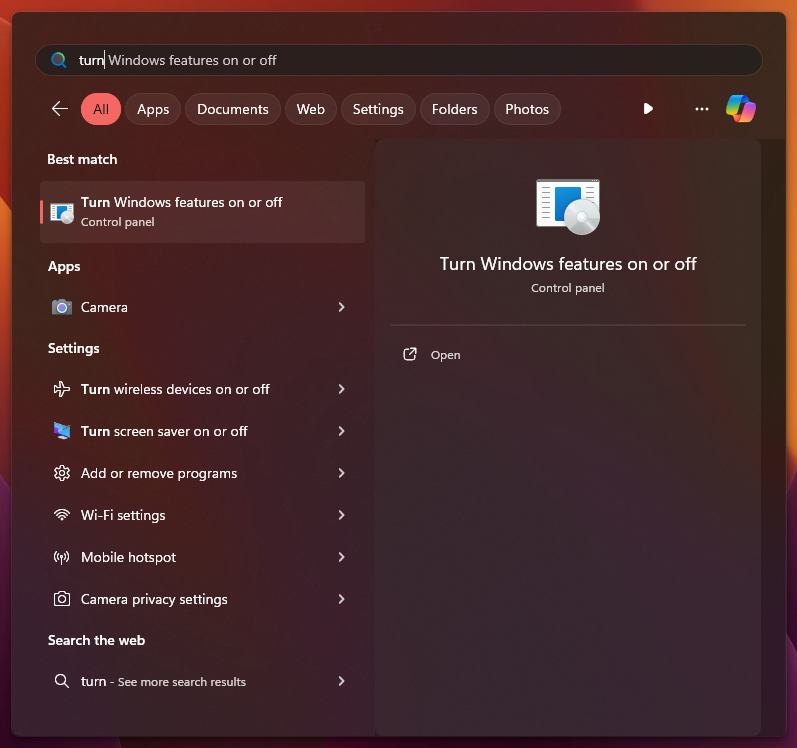 turn Windows features on or off
All Apps Documents Web Settings Folders Photos
Best match
Turn Windows features on or off
Control panel
Apps
Camera
Settings
Turn wireless devices on or off
Turn screen saver on or off
Add or remove programs
Wi-Fi settings
Mobile hotspot
Camera privacy settings
Search the web
turn - See more search results
Turn Windows features on or off
Control panel
Open